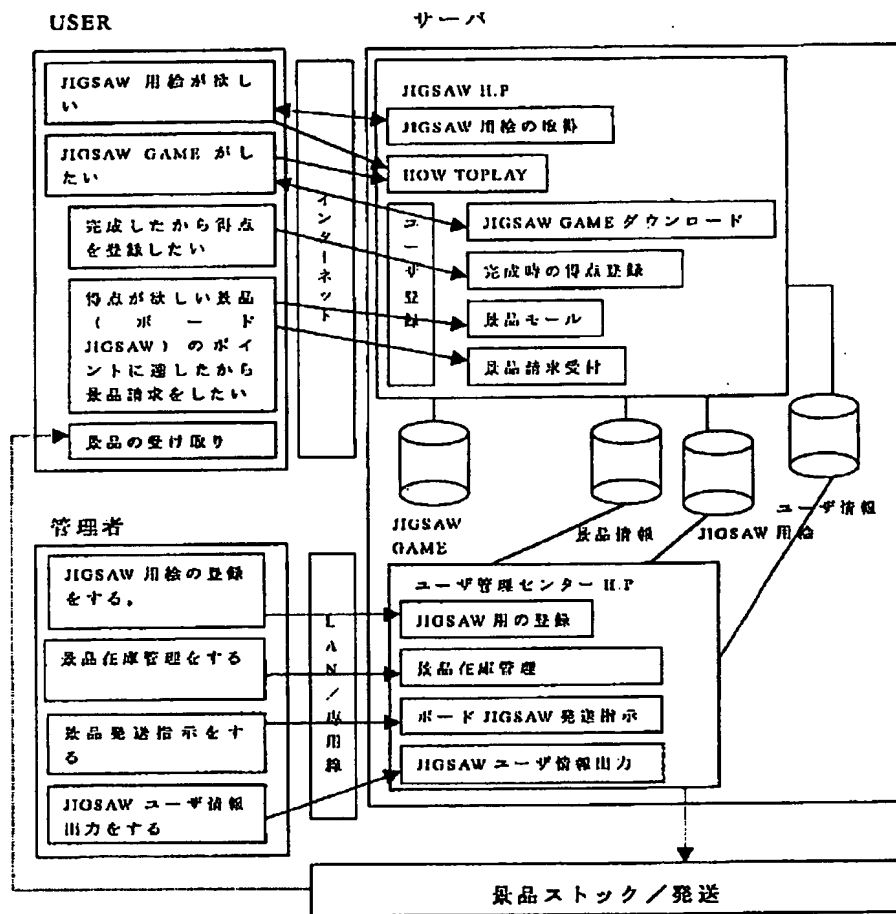 USER
サーバ
JIGSAW 用絵が欲し
い
JIGSAW GAME がし
たい
完成したから得点
を登録したい
得点が欲しい景品
（ボード
JIGSAW）のポイ
ントに達したから
景品請求をしたい
景品の受け取り
インターネット
JIGSAW H.P
JIGSAW 用絵の取得
HOW TOPLAY
ユーザ登録
JIGSAW GAME ダウンロード
完成時の得点登録
景品モール
景品請求受付
JIGSAW
GAME
景品情報
JIGSAW 用絵
ユーザ情報
管理者
JIGSAW 用絵の登録
をする。
景品在庫管理をする
景品発送指示をす
る
JIGSAW ユーザ情報
出力をする
LAN／専用線
ユーザ管理センター H.P
JIGSAW 用の登録
景品在庫管理
ボード JIGSAW 発送指示
JIGSAW ユーザ情報出力
景品ストック／発送